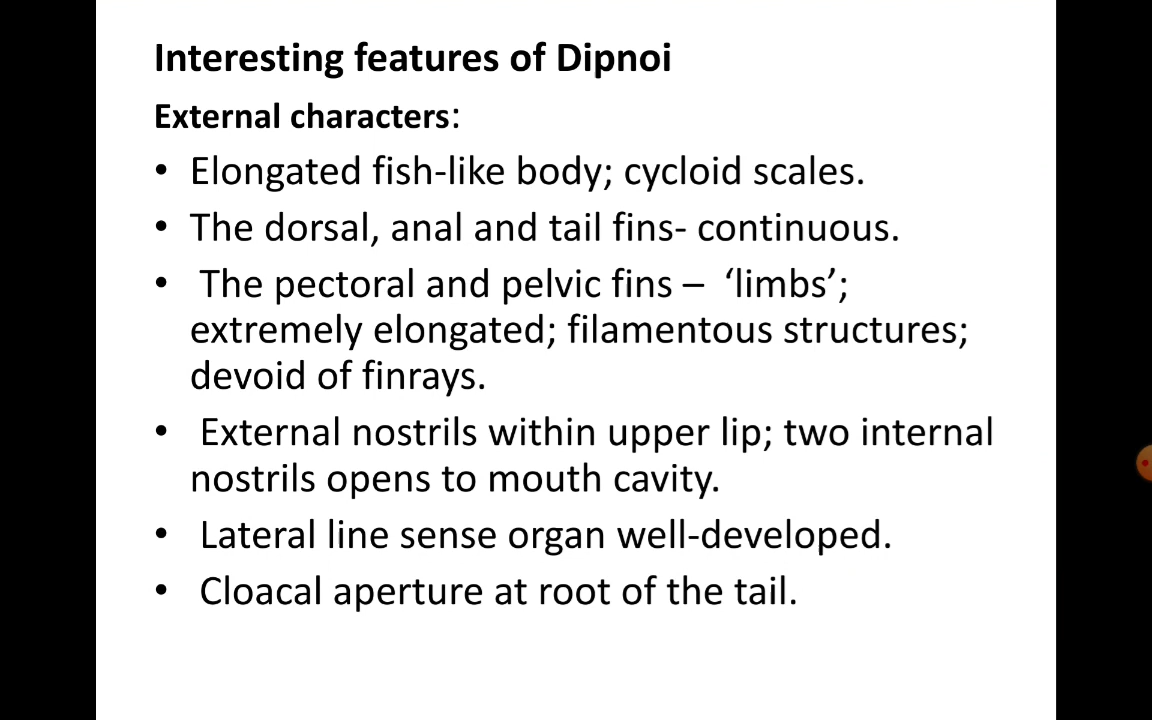 Interesting features of Dipnoi
External characters:
• Elongated fish-like body; cycloid scales.
• The dorsal, anal and tail fins- continuous.
• The pectoral and pelvic fins – ‘limbs’;
extremely elongated; filamentous structures;
devoid of finrays.
• External nostrils within upper lip; two internal
nostrils opens to mouth cavity.
• Lateral line sense organ well-developed.
• Cloacal aperture at root of the tail.